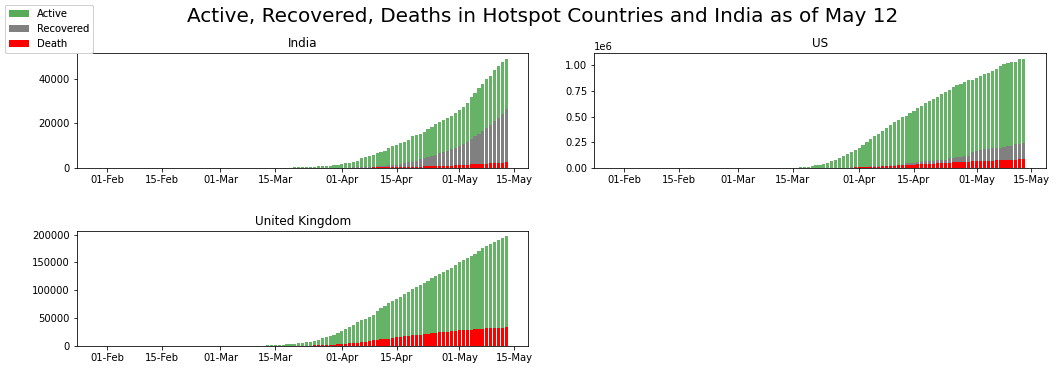 Active, Recovered, Deaths in Hotspot Countries and India as of May 12
Active
Recovered
Death
India
40000
20000
0
01-Feb 15-Feb 01-Mar 15-Mar 01-Apr 15-Apr 01-May 15-May
US
1e6
1.00
0.75
0.50
0.25
0.00
01-Feb 15-Feb 01-Mar 15-Mar 01-Apr 15-Apr 01-May 15-May
United Kingdom
200000
150000
100000
50000
0
01-Feb 15-Feb 01-Mar 15-Mar 01-Apr 15-Apr 01-May 15-May